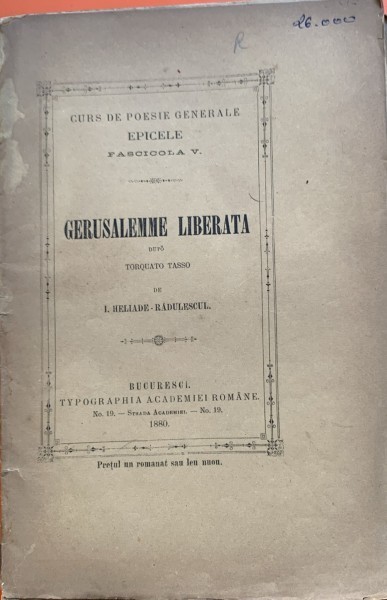 R
26.000
CURS DE POESIE GENERALE
EPICELE
FASCICOLA V.
GERUSALEMME LIBERATA
DUPŎ
TORQUATO TASSO
DE
I. HELIADE-RĂDULESCUL.
BUCURESCI.
TYPOGRAPHIA ACADEMIEI ROMÂNE.
No. 19. — STRADA ACADEMIEI. — No. 19.
1880.
Prețul un romanat sau leu nuou.